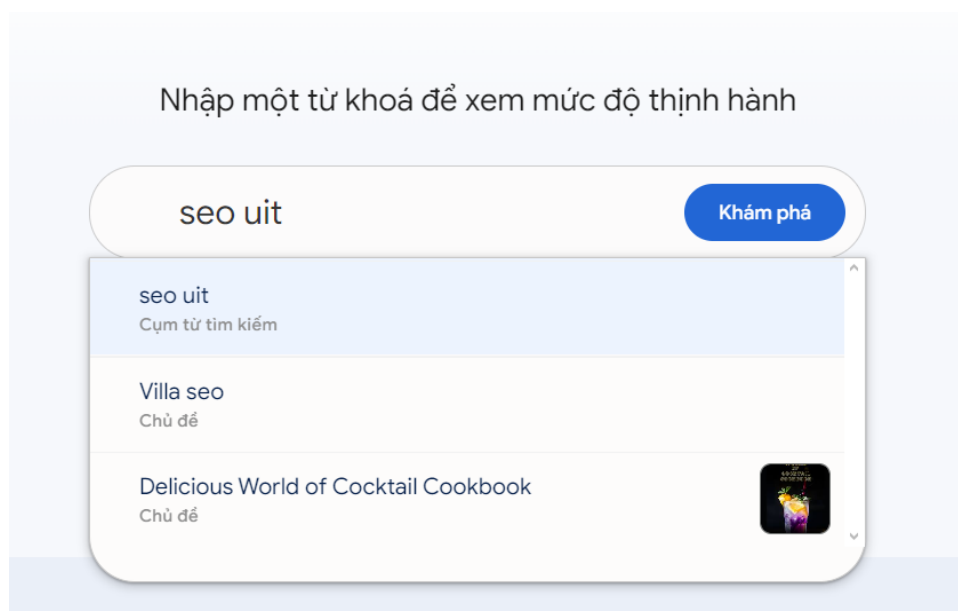 Nhập một từ khoá để xem mức độ thịnh hành
seo uit
Khám phá
seo uit
Cụm từ tìm kiếm
Villa seo
Chủ đề
Delicious World of Cocktail Cookbook
Chủ đề